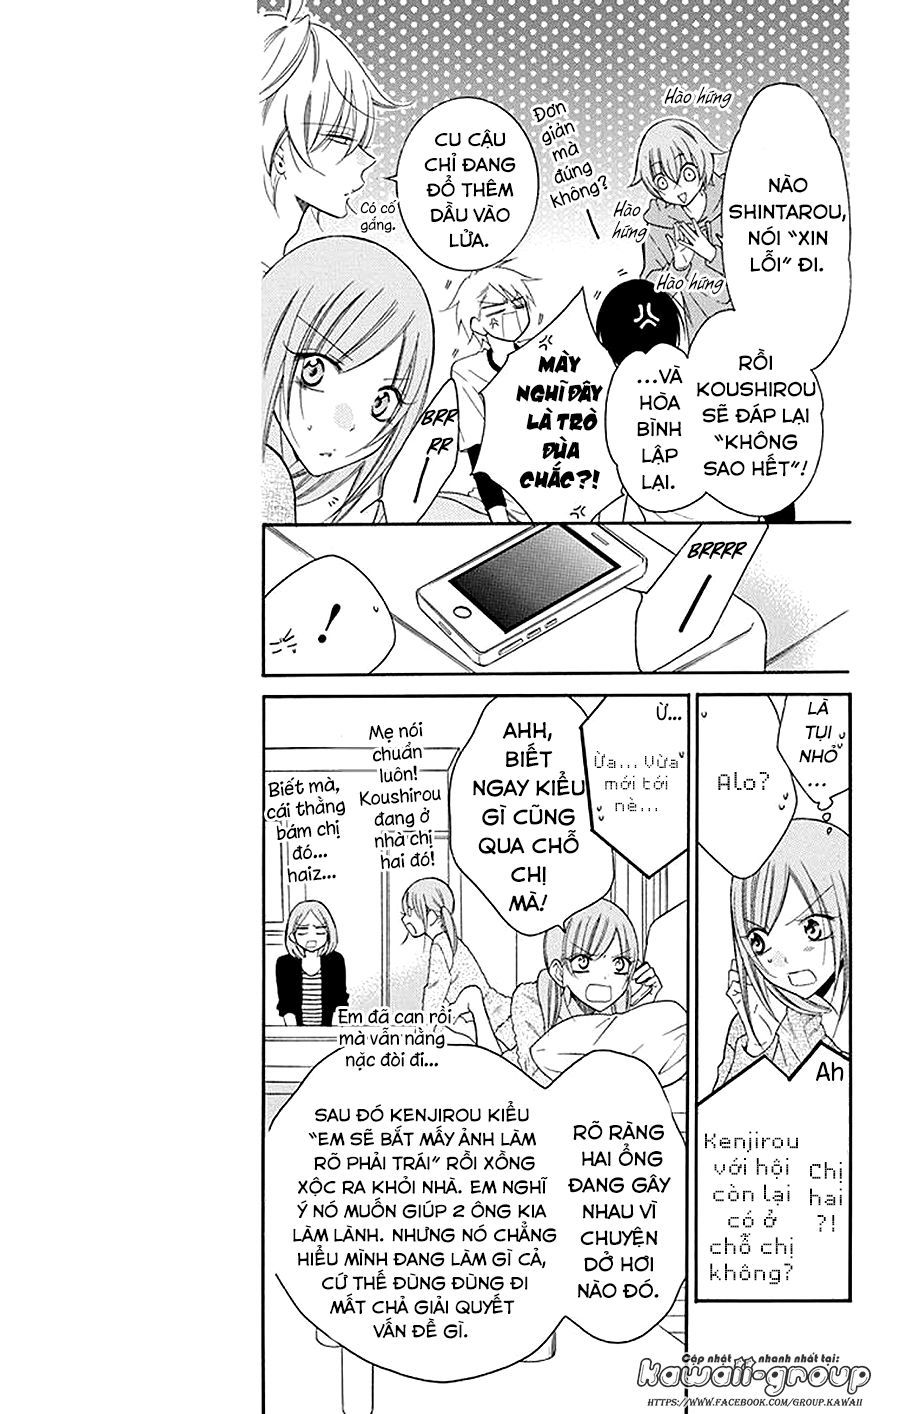 Hào hứng
NÀO
SHINTAROU,
NÓI "XIN
LỖI" ĐI.
Đơn
giản
mà
đúng
không?
Hào
hứng
Hào hứng
CU CẬU
CHỈ ĐANG
ĐỔ THÊM
DẦU VÀO
LỬA.
Có cố
gắng.
RỒI
KOUSHIROU
SẼ ĐÁP LẠI
"KHÔNG
SAO HẾT"!
...VÀ
HÒA
BÌNH
LẬP
LẠI.
MÀY
NGHĨ ĐÂY
LÀ TRÒ
ĐÙA
CHẮC?!
BRR
RR
BRRRR
!
LÀ
TỤI
NHỎ
...
Alo?
Ah
Chị
hai
?!
Kenjirou
với hội
còn lại
có ở
chỗ chị
không?
Ừ...
Ừa... Vừa
mới tới
nè...
AHH,
BIẾT
NGAY KIỂU
GÌ CŨNG
QUA CHỖ
CHỊ
MÀ!
Mẹ nói
chuẩn
luôn!
Koushirou
đang ở
nhà chị
hai đó!
Biết mà,
cái thằng
bám chị
đó...
haiz...
Em đã can rồi
mà vẫn nằng
nặc đòi đi...
RÕ RÀNG
HAI ỔNG
ĐANG GÂY
NHAU VÌ
CHUYỆN
DỞ HƠI
NÀO ĐÓ.
SAU ĐÓ KENJIROU KIỂU
"EM SẼ BẮT MẤY ẢNH LÀM
RÕ PHẢI TRÁI" RỒI XỒNG
XỘC RA KHỎI NHÀ. EM NGHĨ
Ý NÓ MUỐN GIÚP 2 ÔNG KIA
LÀM LÀNH. NHƯNG NÓ CHẲNG
HIỂU MÌNH ĐANG LÀM GÌ CẢ,
CỨ THẾ ĐÙNG ĐÙNG ĐI
MẤT CHẢ GIẢI QUYẾT
VẤN ĐỀ GÌ.
Cập nhật nhanh nhất tại:
kawaii-group
HTTPS://WWW.FACEBOOK.COM/GROUP.KAWAII